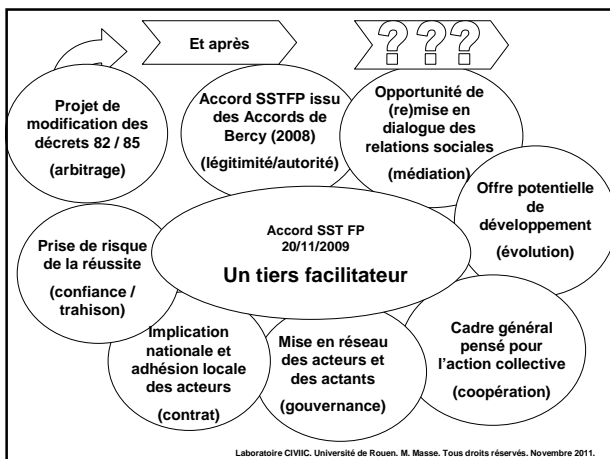 Et après
? ? ?
Projet de
modification des
décrets 82 / 85
(arbitrage)
Accord SSTFP issu
des Accords de
Bercy (2008)
(légitimité/autorité)
Opportunité de
(re)mise en
dialogue des
relations sociales
(médiation)
Offre potentielle
de
développement
(évolution)
Accord SST FP
20/11/2009
Un tiers facilitateur
Prise de risque
de la réussite
(confiance /
trahison)
Implication
nationale et
adhésion locale
des acteurs
(contrat)
Mise en réseau
des acteurs et
des actants
(gouvernance)
Cadre général
pensé pour
l’action collective
(coopération)
Laboratoire CIVIIC. Université de Rouen. M. Masse. Tous droits réservés. Novembre 2011.